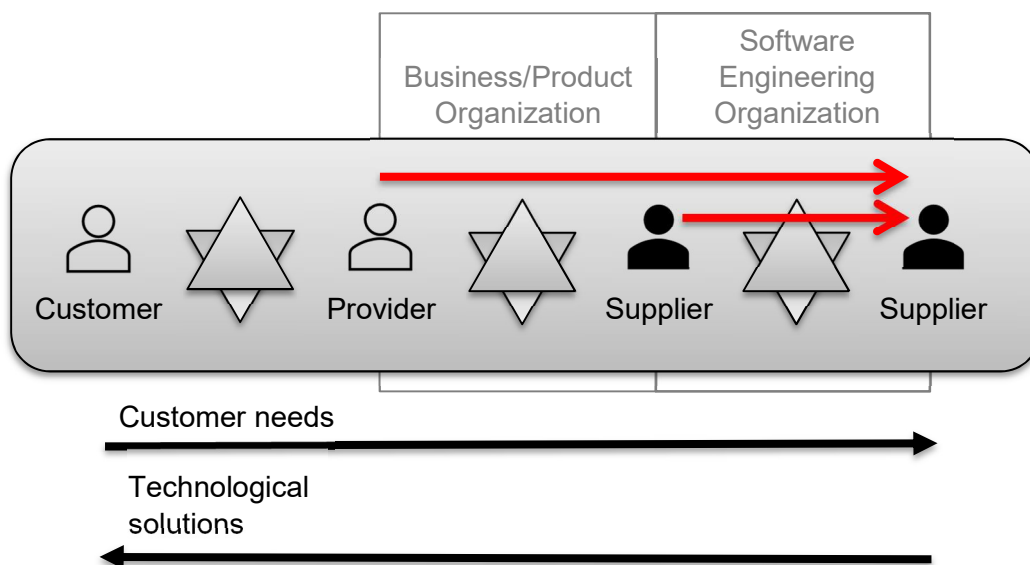 Business/Product
Organization
Software
Engineering
Organization
Customer
Provider
Supplier
Supplier
Customer needs
Technological
solutions